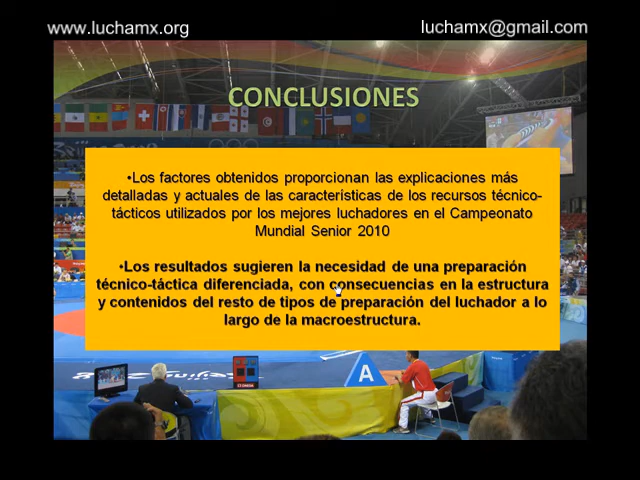 www.luchamx.org
luchamx@gmail.com
CONCLUSIONES
•Los factores obtenidos proporcionan las explicaciones más
detalladas y actuales de las características de los recursos técnico-
tácticos utilizados por los mejores luchadores en el Campeonato
Mundial Senior 2010
•Los resultados sugieren la necesidad de una preparación
técnico-táctica diferenciada, con consecuencias en la estructura
y contenidos del resto de tipos de preparación del luchador a lo
largo de la macroestructura.
A